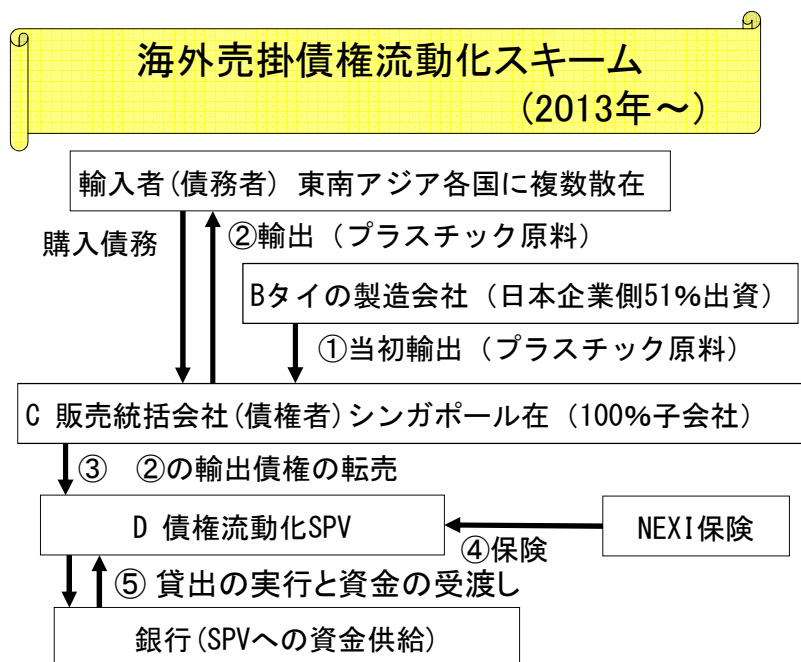 海外売掛債権流動化スキーム
(2013年～)
輸入者(債務者) 東南アジア各国に複数散在
購入債務
②輸出（プラスチック原料）
Bタイの製造会社（日本企業側51%出資）
①当初輸出（プラスチック原料）
C 販売統括会社(債権者)シンガポール在（100%子会社）
③ ②の輸出債権の転売
D 債権流動化SPV
NEXI保険
④保険
⑤ 貸出の実行と資金の受渡し
銀行(SPVへの資金供給)